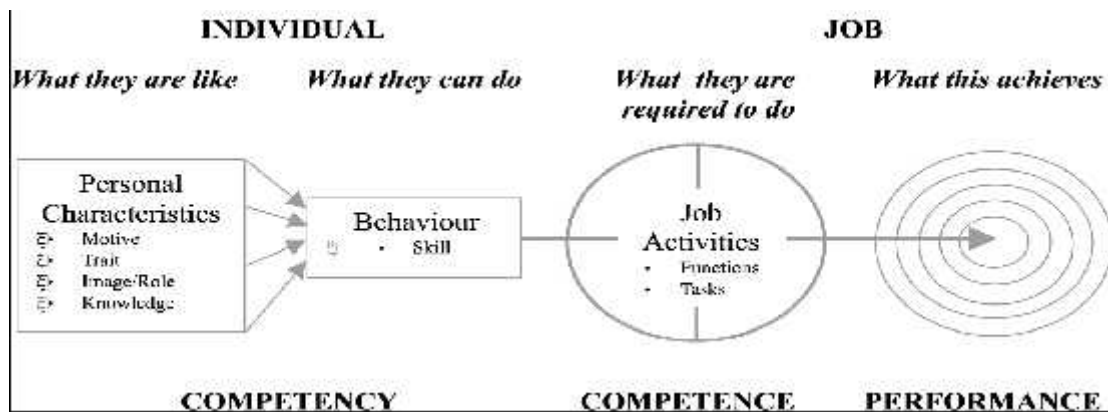 INDIVIDUAL
JOB
What they are like
What they can do
What they are
required to do
What this achieves
Personal
Characteristics
Motive
Trait
Image/Role
Knowledge
Behaviour
• Skill
Job
Activities
• Functions
• Tasks
COMPETENCY
COMPETENCE
PERFORMANCE